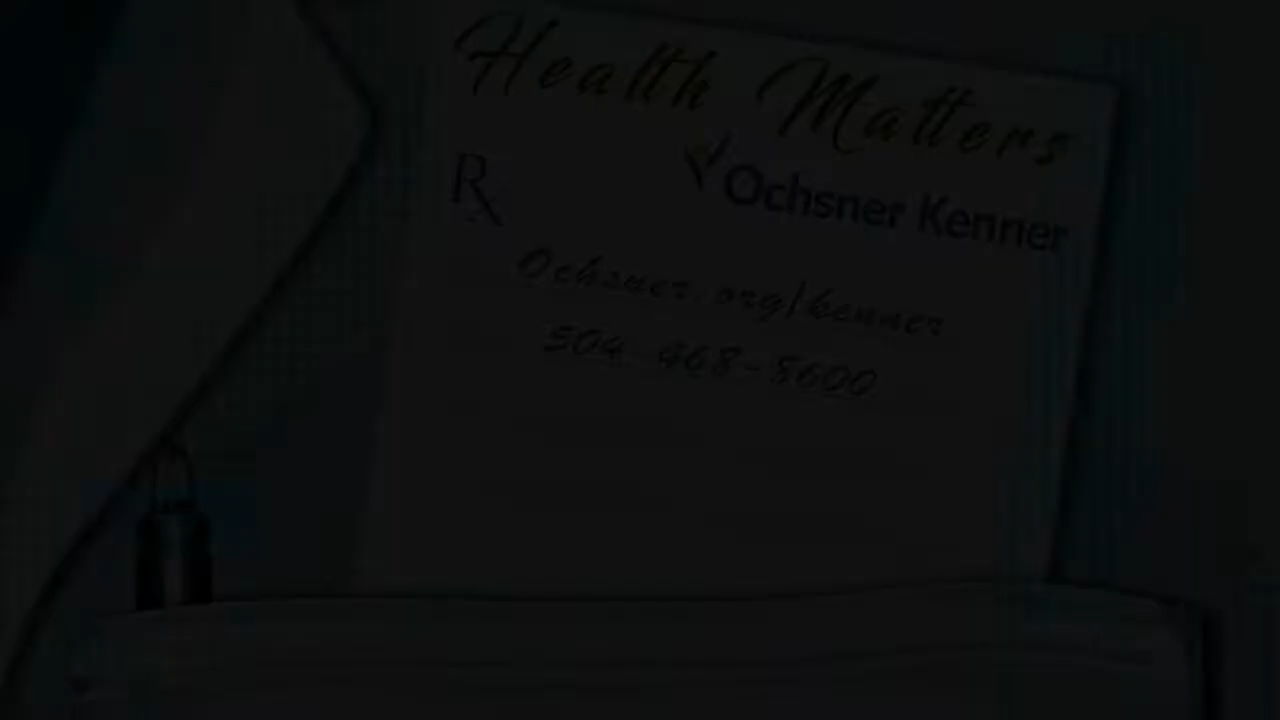 Health Matters
Rx
Ochsner Kenner
Ochsner.org/kenner
504 468-8600